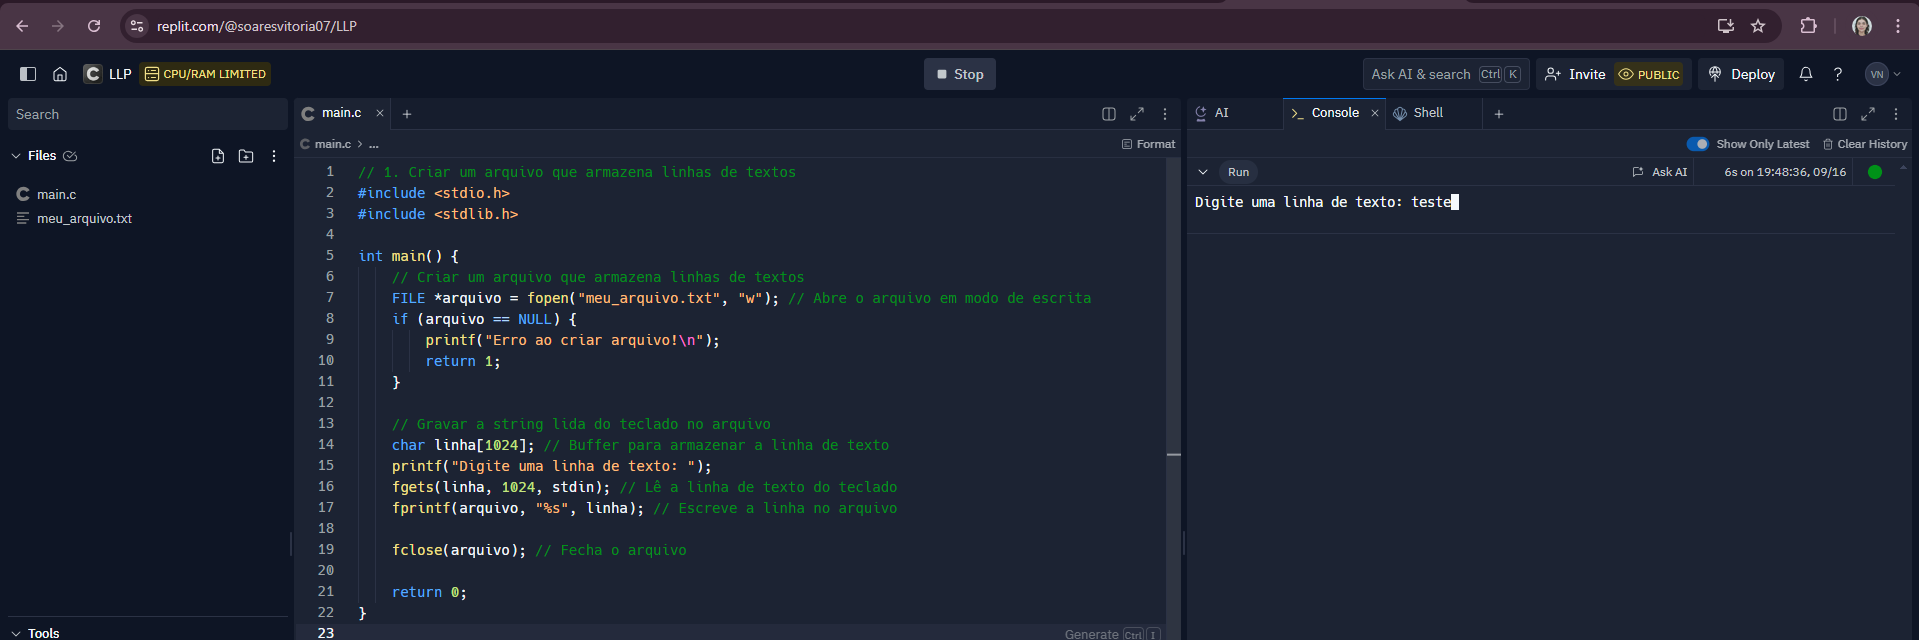 replit.com/@soaresvitoria07/LLP
LLP CPU/RAM LIMITED
Stop
Ask AI & search Ctrl K
Invite PUBLIC
Deploy
VN
Search
Files
main.c
meu_arquivo.txt
Tools
main.c
main.c > ...
Format
1 // 1. Criar um arquivo que armazena linhas de textos
2 #include <stdio.h>
3 #include <stdlib.h>
4
5 int main() {
6 // Criar um arquivo que armazena linhas de textos
7 FILE *arquivo = fopen("meu_arquivo.txt", "w"); // Abre o arquivo em modo de escrita
8 if (arquivo == NULL) {
9 printf("Erro ao criar arquivo!\n");
10 return 1;
11 }
12
13 // Gravar a string lida do teclado no arquivo
14 char linha[1024]; // Buffer para armazenar a linha de texto
15 printf("Digite uma linha de texto: ");
16 fgets(linha, 1024, stdin); // Lê a linha de texto do teclado
17 fprintf(arquivo, "%s", linha); // Escreve a linha no arquivo
18
19 fclose(arquivo); // Fecha o arquivo
20
21 return 0;
22 }
23
Generate Ctrl I
AI
Console
Shell
Show Only Latest Clear History
Run
Ask AI
6s on 19:48:36, 09/16
Digite uma linha de texto: teste